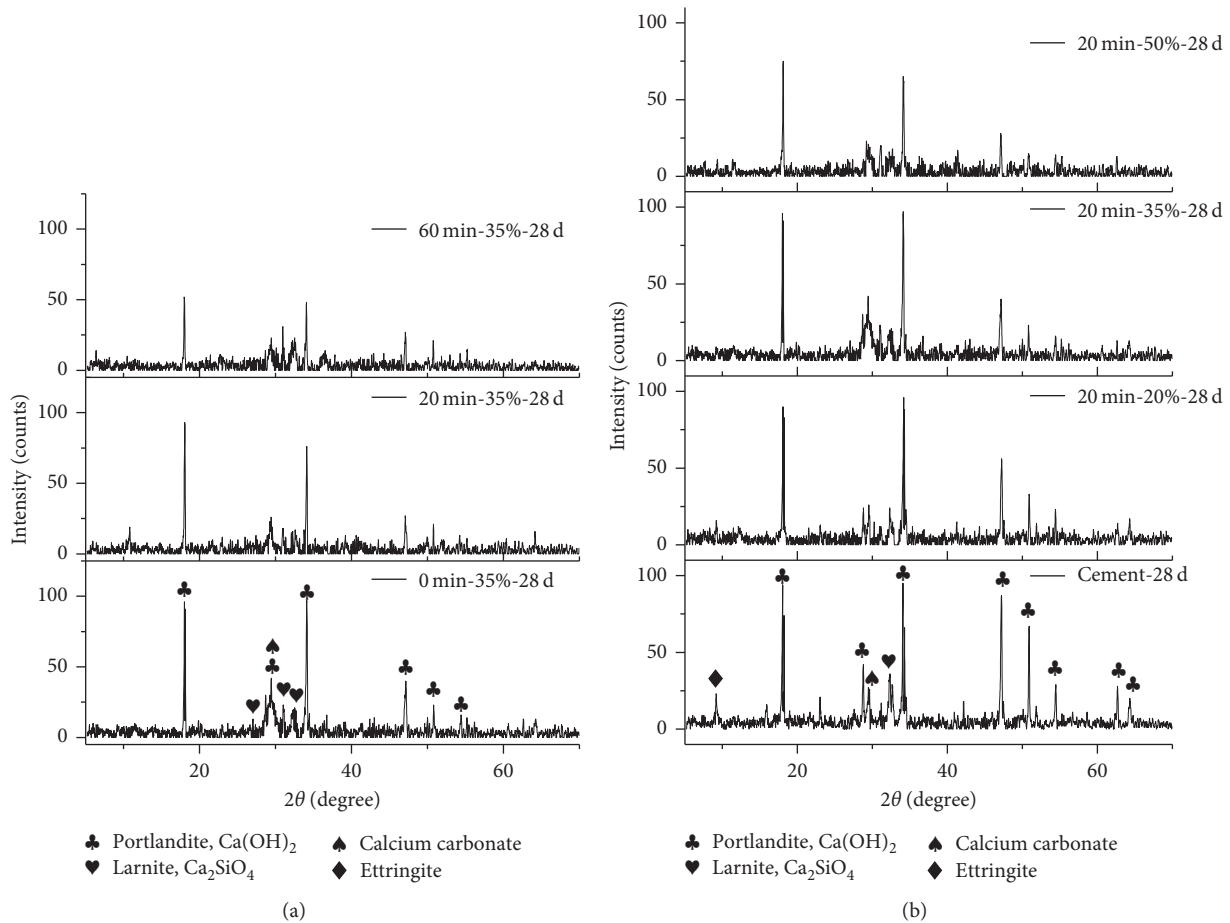 100
50
0
60 min-35%-28 d
100
50
0
20 min-35%-28 d
100
50
0
0 min-35%-28 d
Intensity (counts)
20
40
60
2θ (degree)
♣ Portlandite, Ca(OH)₂
♠ Calcium carbonate
♥ Larnite, Ca₂SiO₄
♦ Ettringite
(a)
100
50
0
20 min-50%-28 d
100
50
0
20 min-35%-28 d
100
50
0
20 min-20%-28 d
100
50
0
Cement-28 d
Intensity (counts)
20
40
60
2θ (degree)
♣ Portlandite, Ca(OH)₂
♠ Calcium carbonate
♥ Larnite, Ca₂SiO₄
♦ Ettringite
(b)